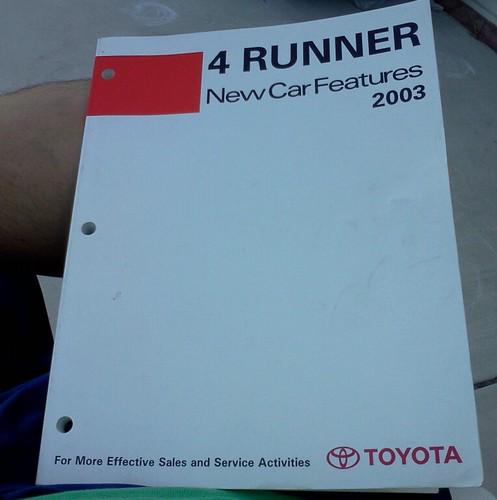 4 RUNNER
New Car Features
2003
For More Effective Sales and Service Activities
TOYOTA